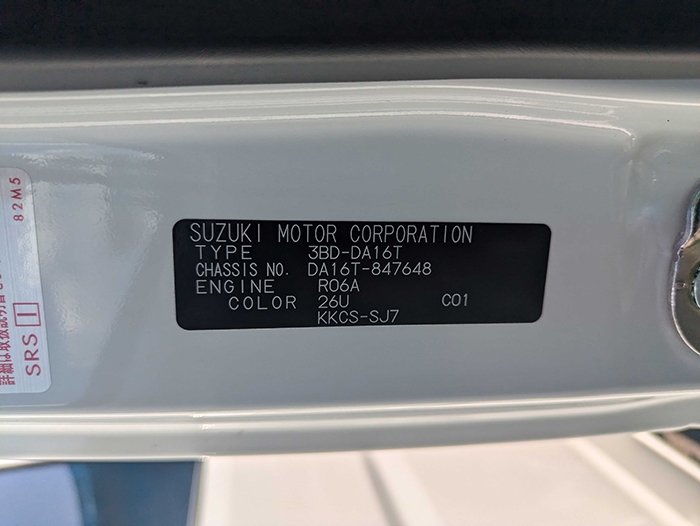 SUZUKI MOTOR CORPORATION
TYPE 3BD-DA16T
CHASSIS NO. DA16T-847648
ENGINE R06A
COLOR 26U C01
KKCS-SJ7
82M5
SRS